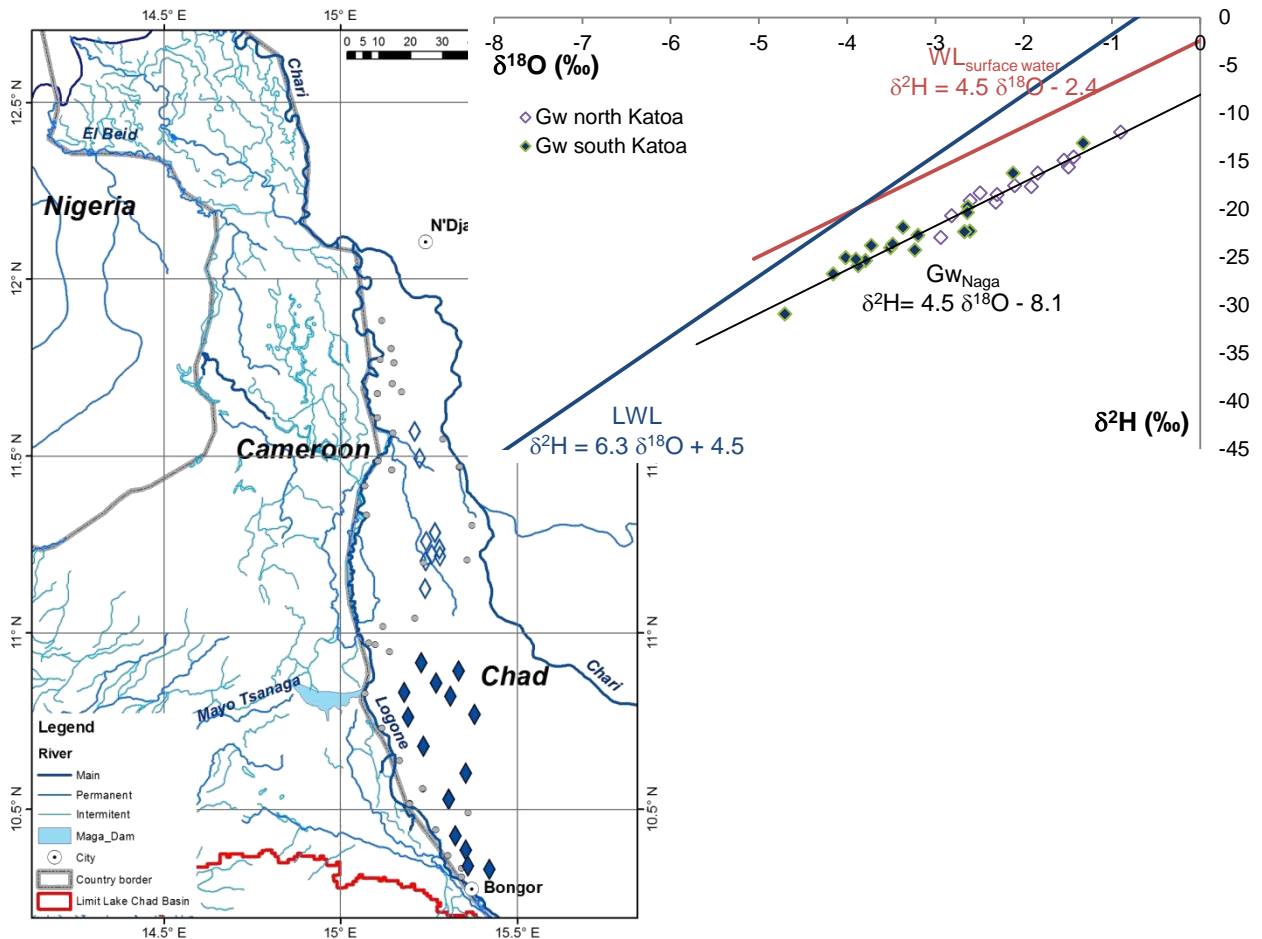 14.5° E
15° E
0 5 10 20 30
-8
-7
-6
-5
-4
-3
-2
-1
0
0
-5
-10
-15
-20
-25
-30
-35
-40
-45
δ¹⁸O (‰)
WLsurface water
δ²H = 4.5 δ¹⁸O - 2.4
Gw north Katoa
Gw south Katoa
GwNaga
δ²H= 4.5 δ¹⁸O - 8.1
δ²H (‰)
LWL
δ²H = 6.3 δ¹⁸O + 4.5
12.5° N
12° N
11.5° N
10.5° N
11.
11° N
10.5° N
Chari
El Beid
Nigeria
N'Dja
Cameroon
Chad
Chari
Mayo Tsanaga
Logone
Bongor
Legend
River
Main
Permanent
Intermitent
Maga_Dam
City
Country border
Limit Lake Chad Basin
14.5° E
15° E
15.5° E